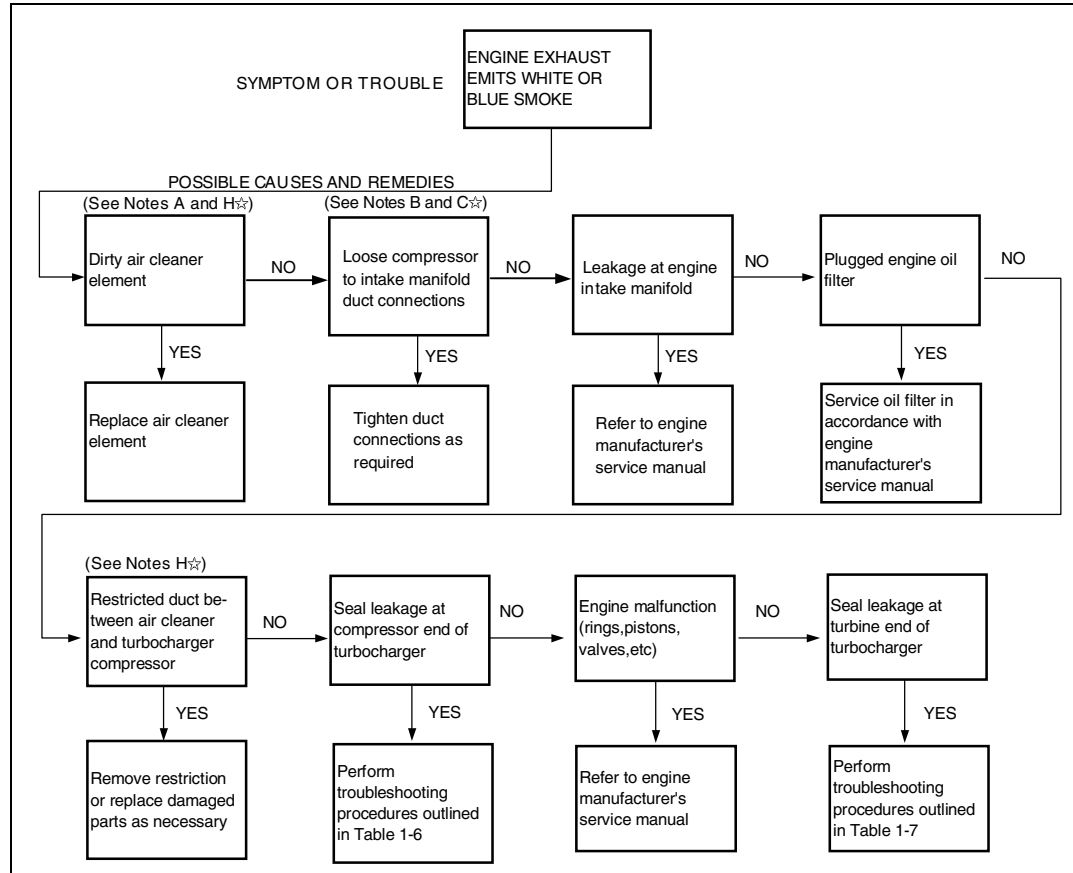 SYMPTOM OR TROUBLE
ENGINE EXHAUST
EMITS WHITE OR
BLUE SMOKE
POSSIBLE CAUSES AND REMEDIES
(See Notes A and H☆)
Dirty air cleaner
element
NO
(See Notes B and C☆)
Loose compressor
to intake manifold
duct connections
NO
Leakage at engine
intake manifold
NO
Plugged engine oil
filter
NO
YES
YES
YES
YES
Replace air cleaner
element
Tighten duct
connections as
required
Refer to engine
manufacturer's
service manual
Service oil filter in
accordance with
engine
manufacturer's
service manual
(See Notes H☆)
Restricted duct be-
tween air cleaner
and turbocharger
compressor
NO
Seal leakage at
compressor end of
turbocharger
NO
Engine malfunction
(rings,pistons,
valves,etc)
NO
Seal leakage at
turbine end of
turbocharger
YES
YES
YES
YES
Remove restriction
or replace damaged
parts as necessary
Perform
troubleshooting
procedures outlined
in Table 1-6
Refer to engine
manufacturer's
service manual
Perform
troubleshooting
procedures outlined
in Table 1-7